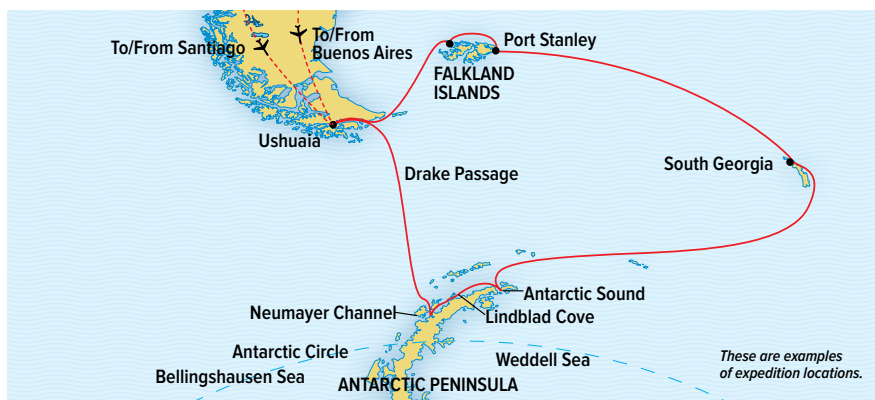 To/From Santiago
To/From
Buenos Aires
Port Stanley
FALKLAND
ISLANDS
Ushuaia
South Georgia
Drake Passage
Antarctic Sound
Neumayer Channel
Lindblad Cove
Antarctic Circle
Weddell Sea
Bellingshausen Sea
ANTARCTIC PENINSULA
These are examples
of expedition locations.